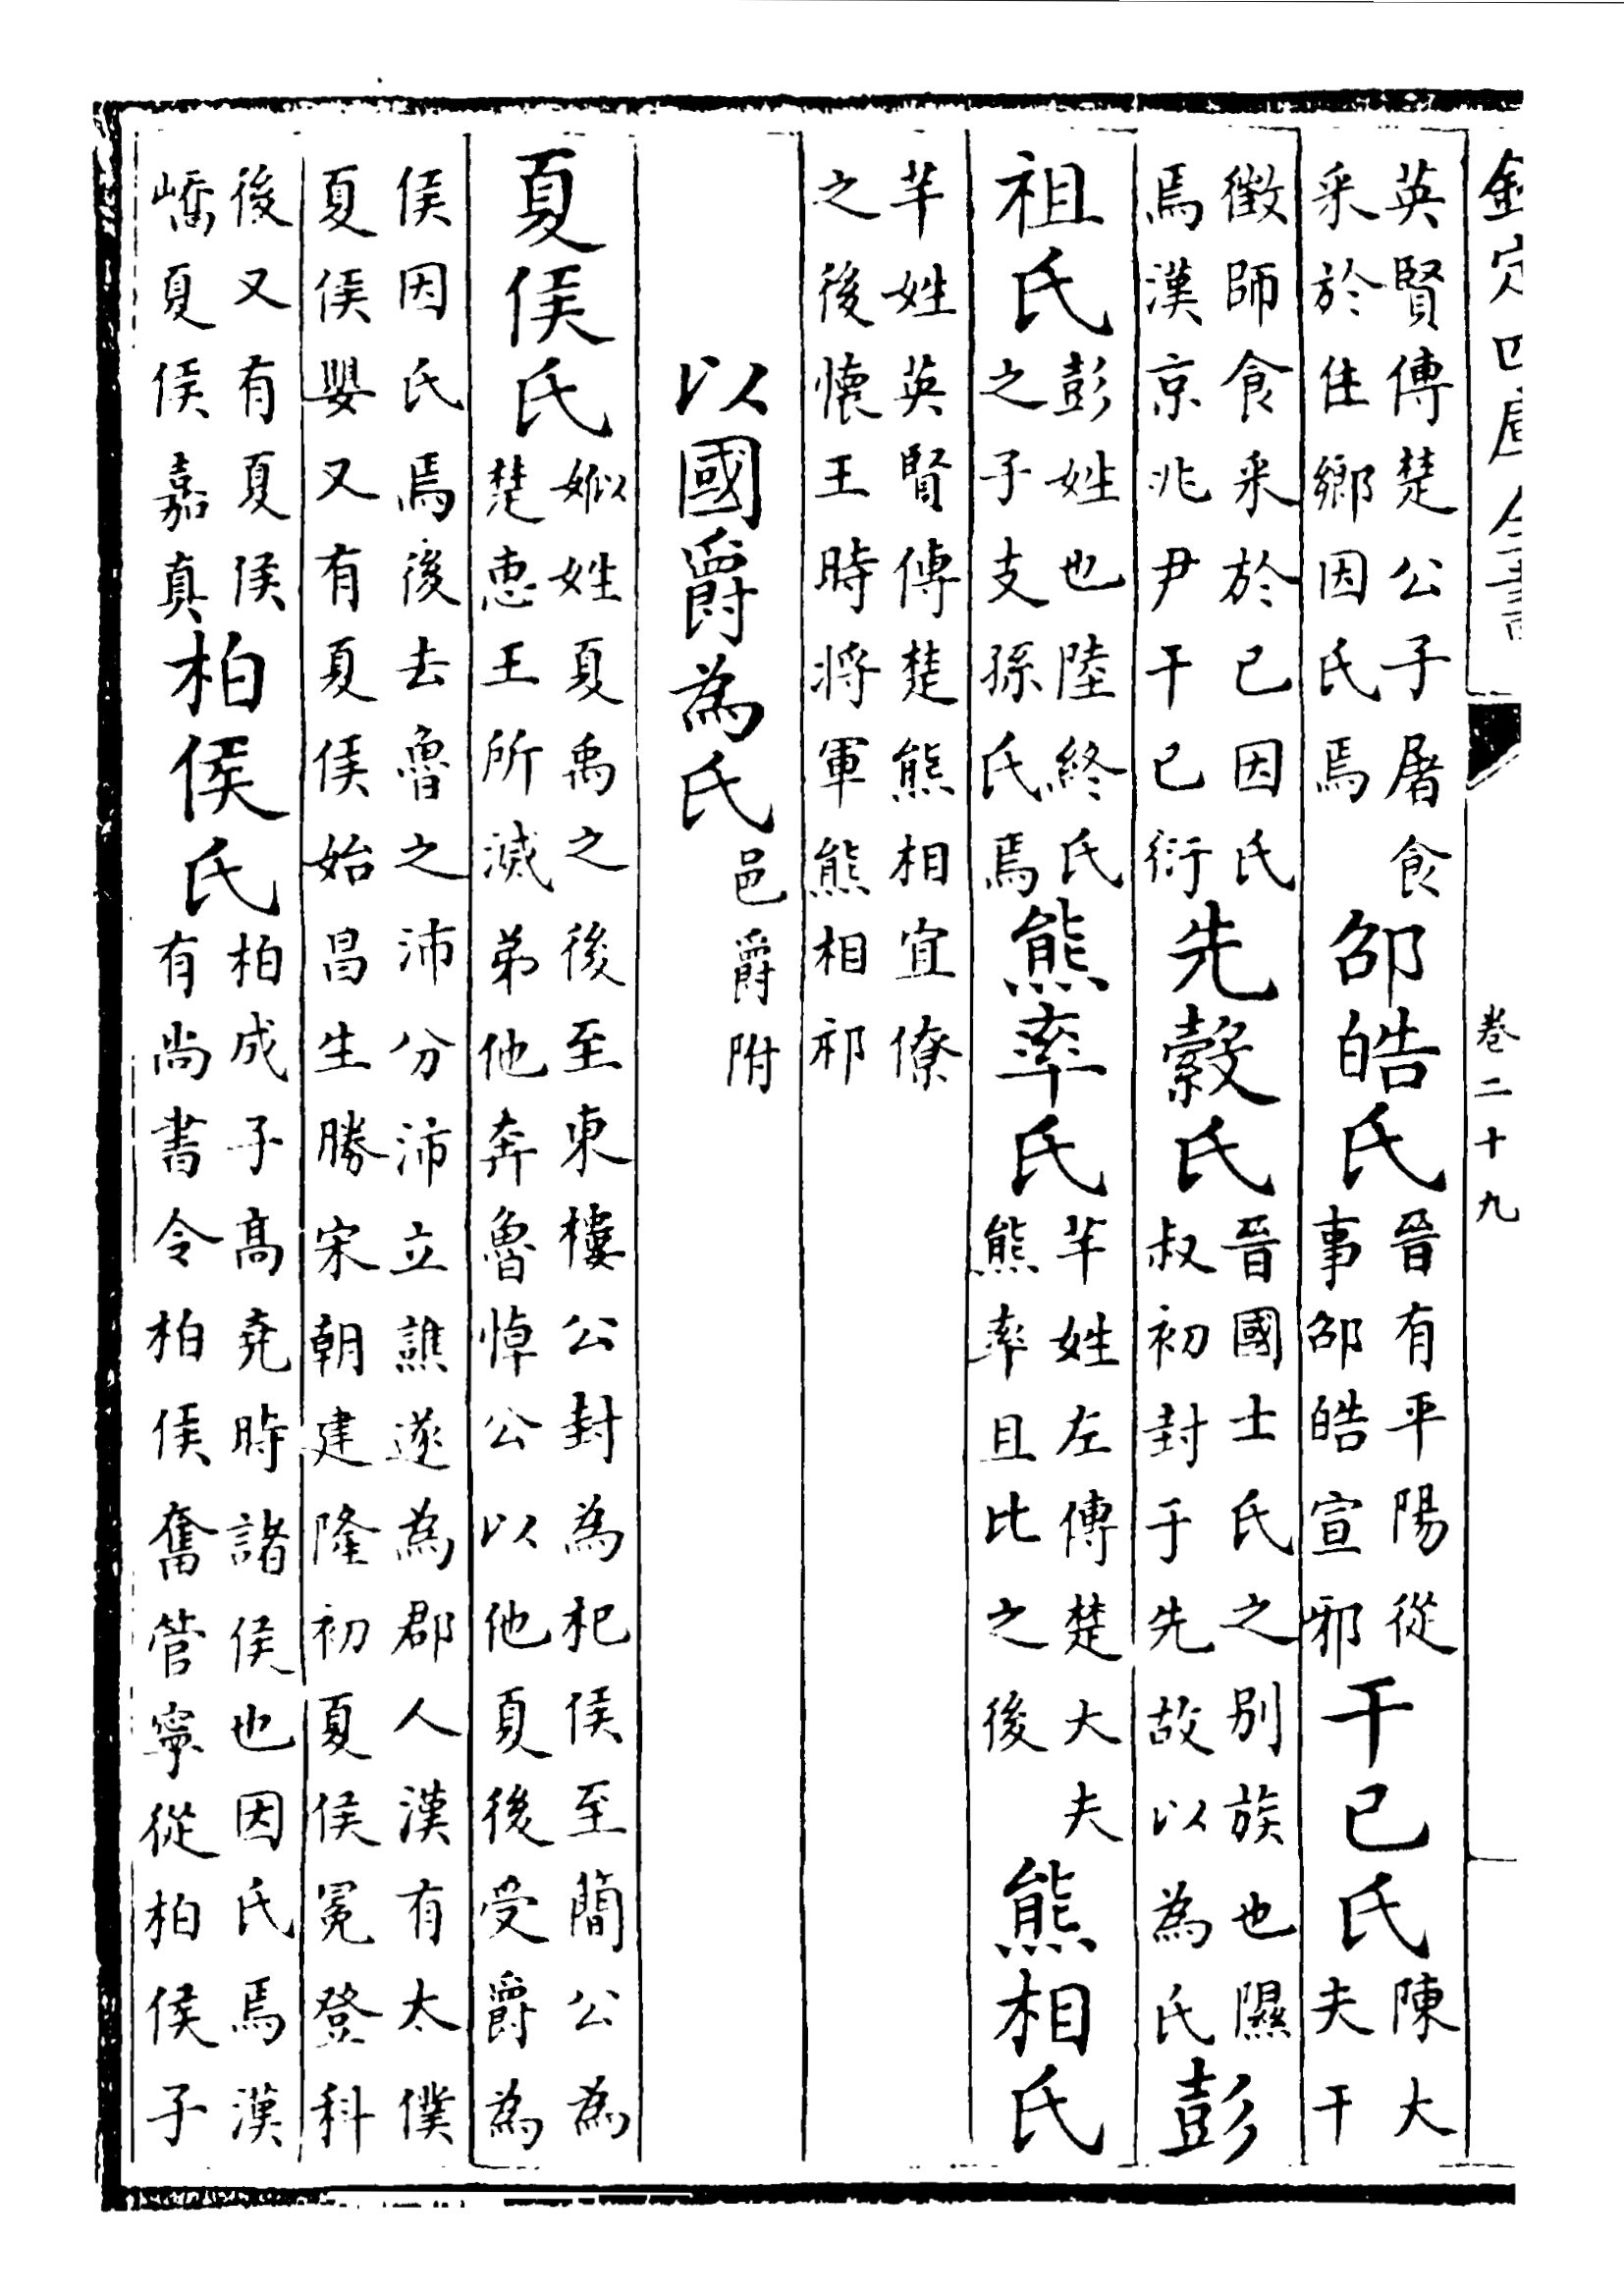 欽定四庫全書
卷二十九
英賢傳楚公子屠食采於住鄉因氏焉邵皓氏晉有平陽從事邵皓宣邪干已氏陳大夫干
徵師食采於已因氏焉漢京兆尹干已衍先縠氏晉國士氏之別族也隰叔初封于先故以為氏彭
祖氏彭姓也陸終氏之子支孫氏焉熊率氏芊姓左傳楚大夫熊率且比之後熊相氏
芊姓英賢傳楚熊相宜僚之後懷王時將軍熊相祁
以國爵為氏邑爵附
夏侯氏姒姓夏禹之後至東樓公封為杞侯至簡公為楚惠王所滅弟他奔魯悼公以他夏後受爵為
侯因氏焉後去魯之沛分沛立譙遂為郡人漢有太僕夏侯嬰又有夏侯始昌生勝宋朝建隆初夏侯冕登科
後又有夏侯嶠夏侯嘉真柏侯氏柏成子高堯時諸侯也因氏焉漢有尚書令柏侯奮管寧從柏侯子